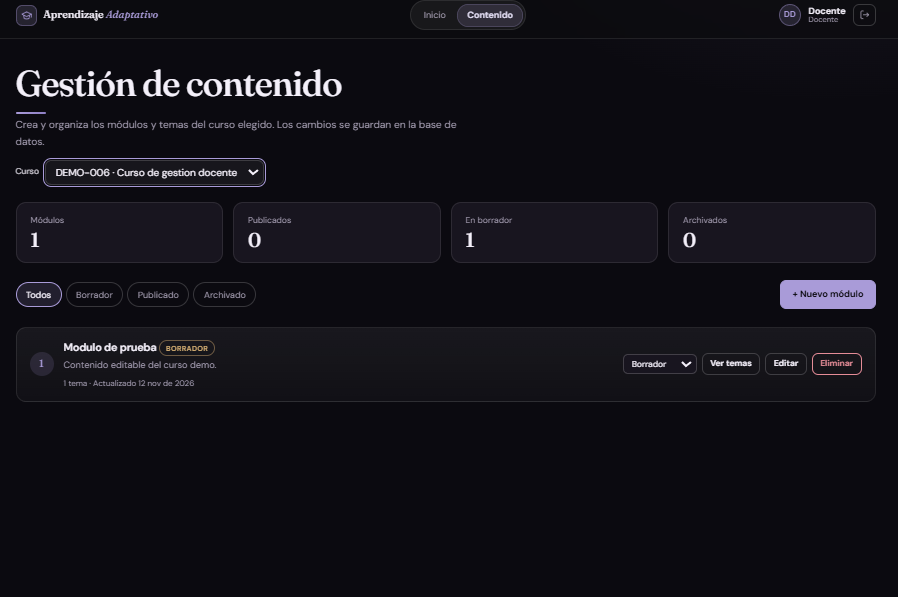 Aprendizaje Adaptativo
Inicio
Contenido
DD
Docente
Docente
Gestión de contenido
Crea y organiza los módulos y temas del curso elegido. Los cambios se guardan en la base de
datos.
Curso
DEMO-006 · Curso de gestion docente
Módulos
1
Publicados
0
En borrador
1
Archivados
0
Todos
Borrador
Publicado
Archivado
+ Nuevo módulo
1
Modulo de prueba BORRADOR
Contenido editable del curso demo.
1 tema · Actualizado 12 nov de 2026
Borrador
Ver temas
Editar
Eliminar